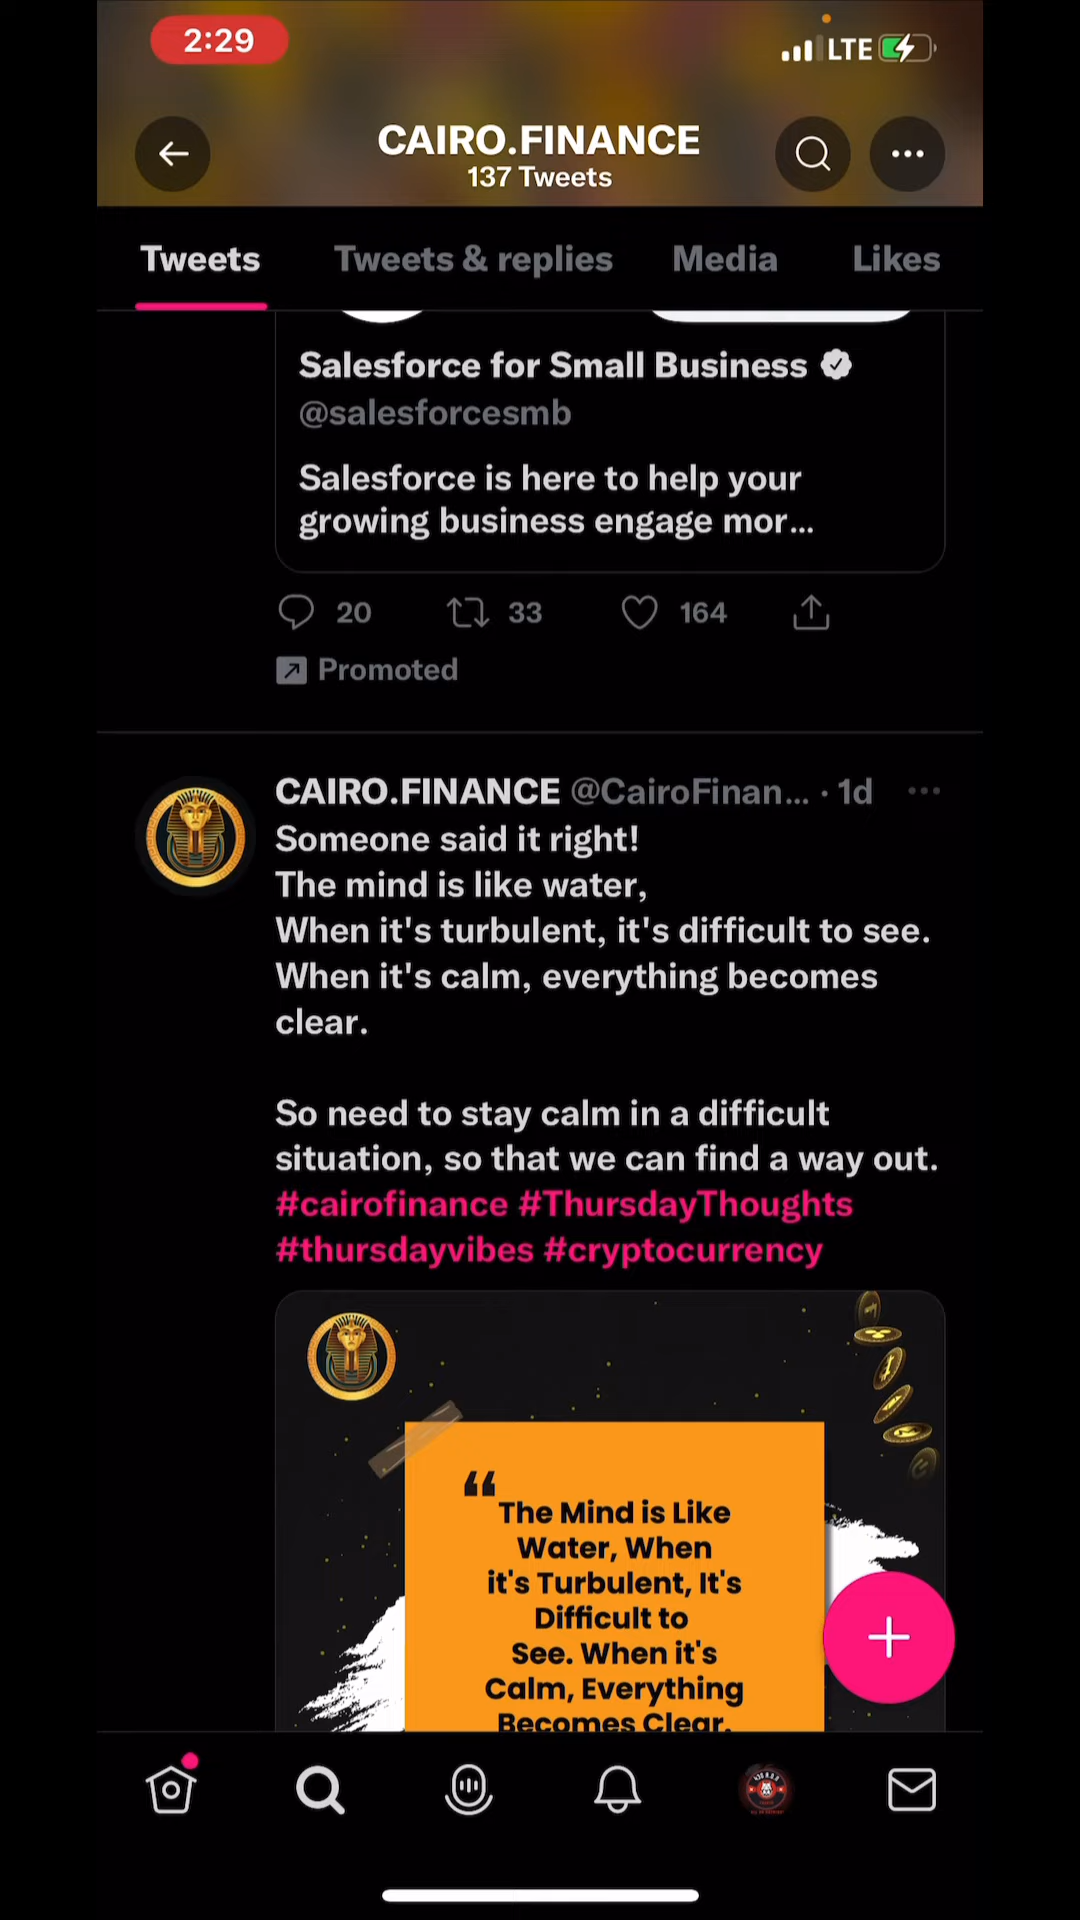 2:29
LTE
CAIRO.FINANCE
137 Tweets
Tweets Tweets & replies Media Likes
Salesforce for Small Business
@salesforcesmb
Salesforce is here to help your
growing business engage mor...
20 33 164
Promoted
CAIRO.FINANCE @CairoFinan... · 1d
Someone said it right!
The mind is like water,
When it's turbulent, it's difficult to see.
When it's calm, everything becomes
clear.
So need to stay calm in a difficult
situation, so that we can find a way out.
#cairofinance #ThursdayThoughts
#thursdayvibes #cryptocurrency
“The Mind is Like
Water, When
it's Turbulent, It's
Difficult to
See. When it's
Calm, Everything
Becomes Clear.